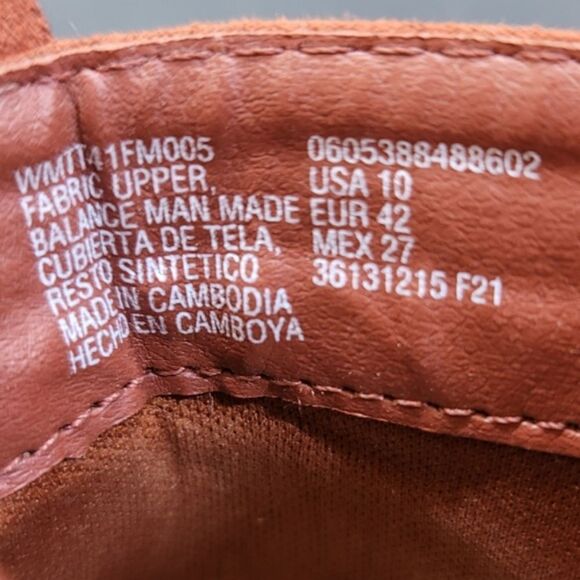 WMTT41FM005
FABRIC UPPER,
BALANCE MAN MADE
CUBIERTA DE TELA,
RESTO SINTETICO
MADE IN CAMBODIA
HECHO EN CAMBOYA
0605388488602
USA 10
EUR 42
MEX 27
36131215 F21